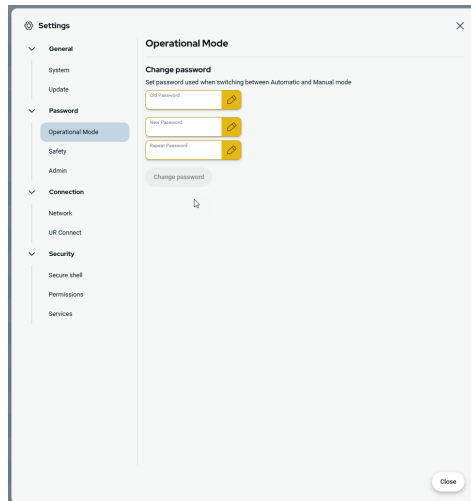 Settings
General
System
Update
Password
Operational Mode
Safety
Admin
Connection
Network
UR Connect
Security
Secure shell
Permissions
Services
Operational Mode
Change password
Set password used when switching between Automatic and Manual mode
Old Password
New Password
Repeat Password
Change password
Close